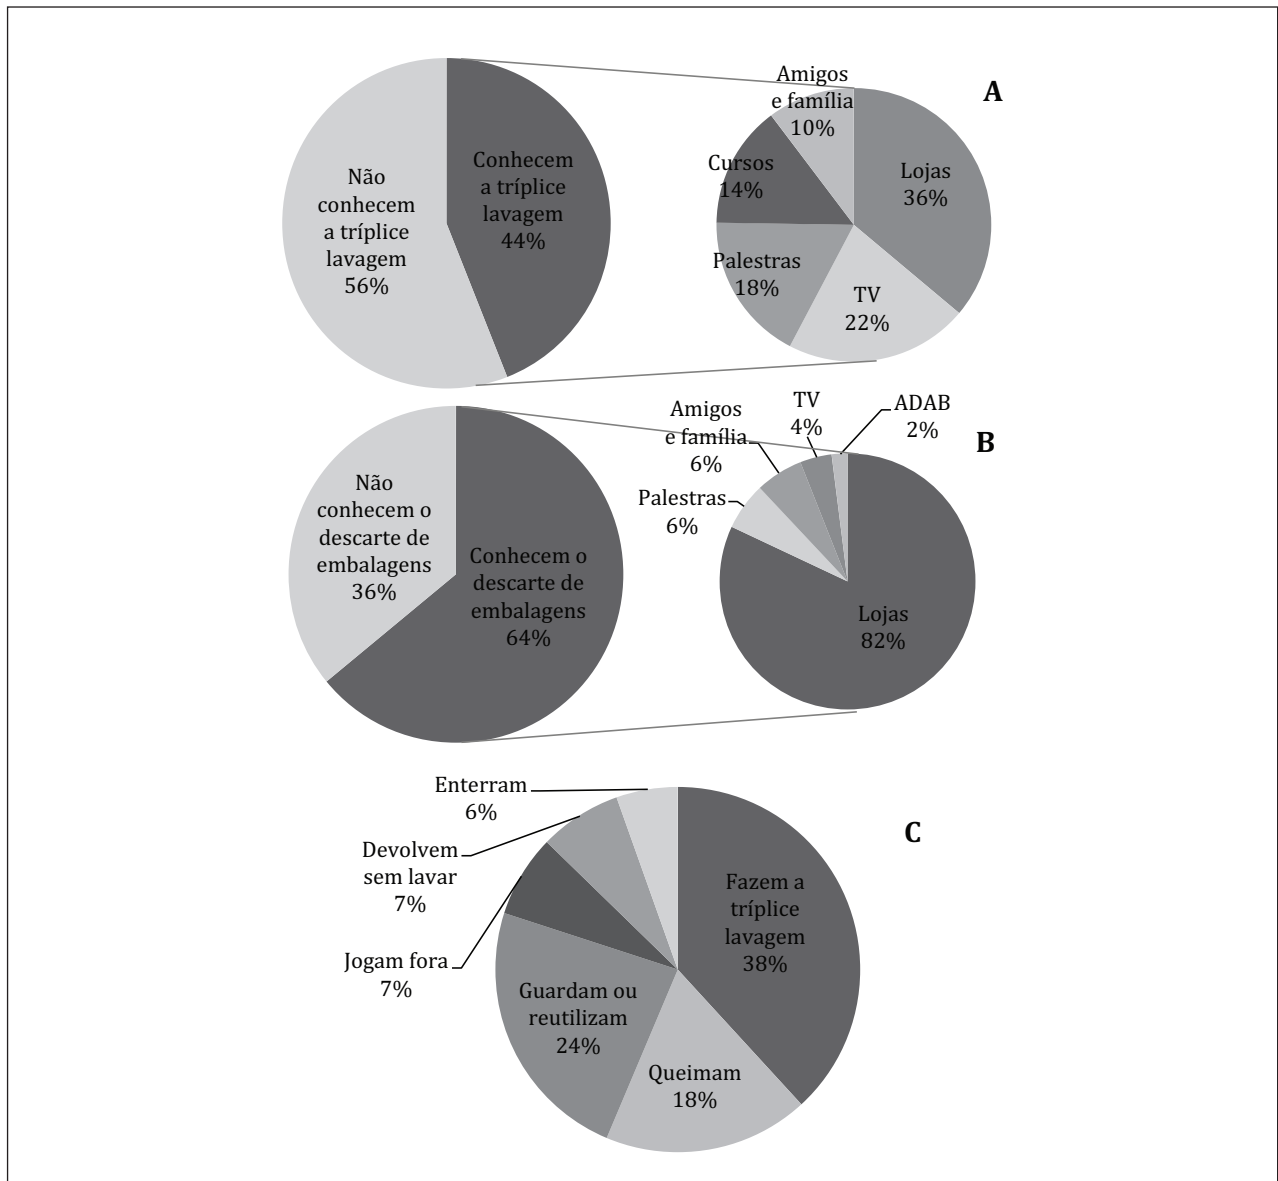 A
Não
conhecem
a tríplice
lavagem
56%
Conhecem
a tríplice
lavagem
44%
Amigos
e família
10%
Cursos
14%
Palestras
18%
TV
22%
Lojas
36%
B
Não
conhecem o
descarte de
embalagens
36%
Conhecem o
descarte de
embalagens
64%
Amigos
e família
6%
TV
4%
ADAB
2%
Palestras
6%
Lojas
82%
C
Enterram
6%
Devolvem
sem lavar
7%
Jogam fora
7%
Guardam ou
reutilizam
24%
Queimam
18%
Fazem a
tríplice
lavagem
38%